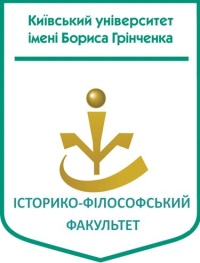 Київський університет
імені Бориса Грінченка
ІСТОРИКО-ФІЛОСОФСЬКИЙ
ФАКУЛЬТЕТ